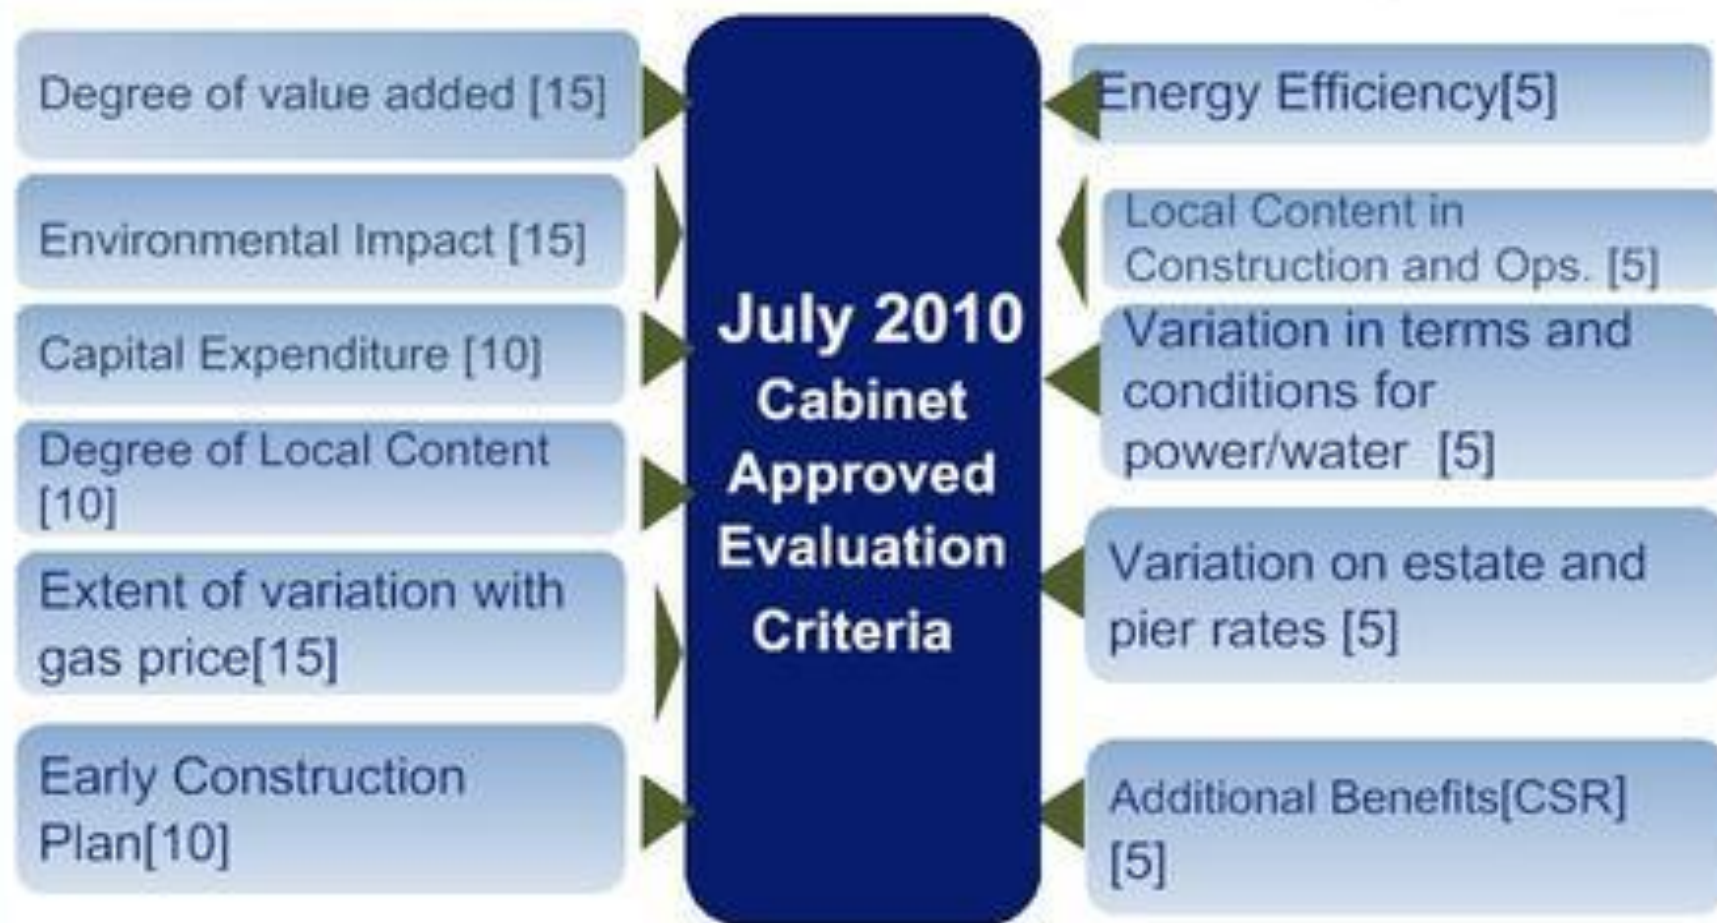 Degree of value added [15]
Environmental Impact [15]
Capital Expenditure [10]
Degree of Local Content
[10]
Extent of variation with
gas price[15]
Early Construction
Plan[10]
July 2010
Cabinet
Approved
Evaluation
Criteria
Energy Efficiency[5]
Local Content in
Construction and Ops. [5]
Variation in terms and
conditions for
power/water [5]
Variation on estate and
pier rates [5]
Additional Benefits[CSR]
[5]